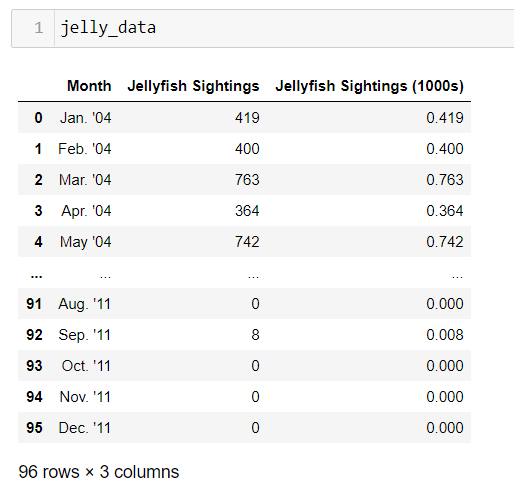 1 jelly_data
Month Jellyfish Sightings Jellyfish Sightings (1000s)
0 Jan. '04 419 0.419
1 Feb. '04 400 0.400
2 Mar. '04 763 0.763
3 Apr. '04 364 0.364
4 May '04 742 0.742
... ... ... ...
91 Aug. '11 0 0.000
92 Sep. '11 8 0.008
93 Oct. '11 0 0.000
94 Nov. '11 0 0.000
95 Dec. '11 0 0.000
96 rows × 3 columns